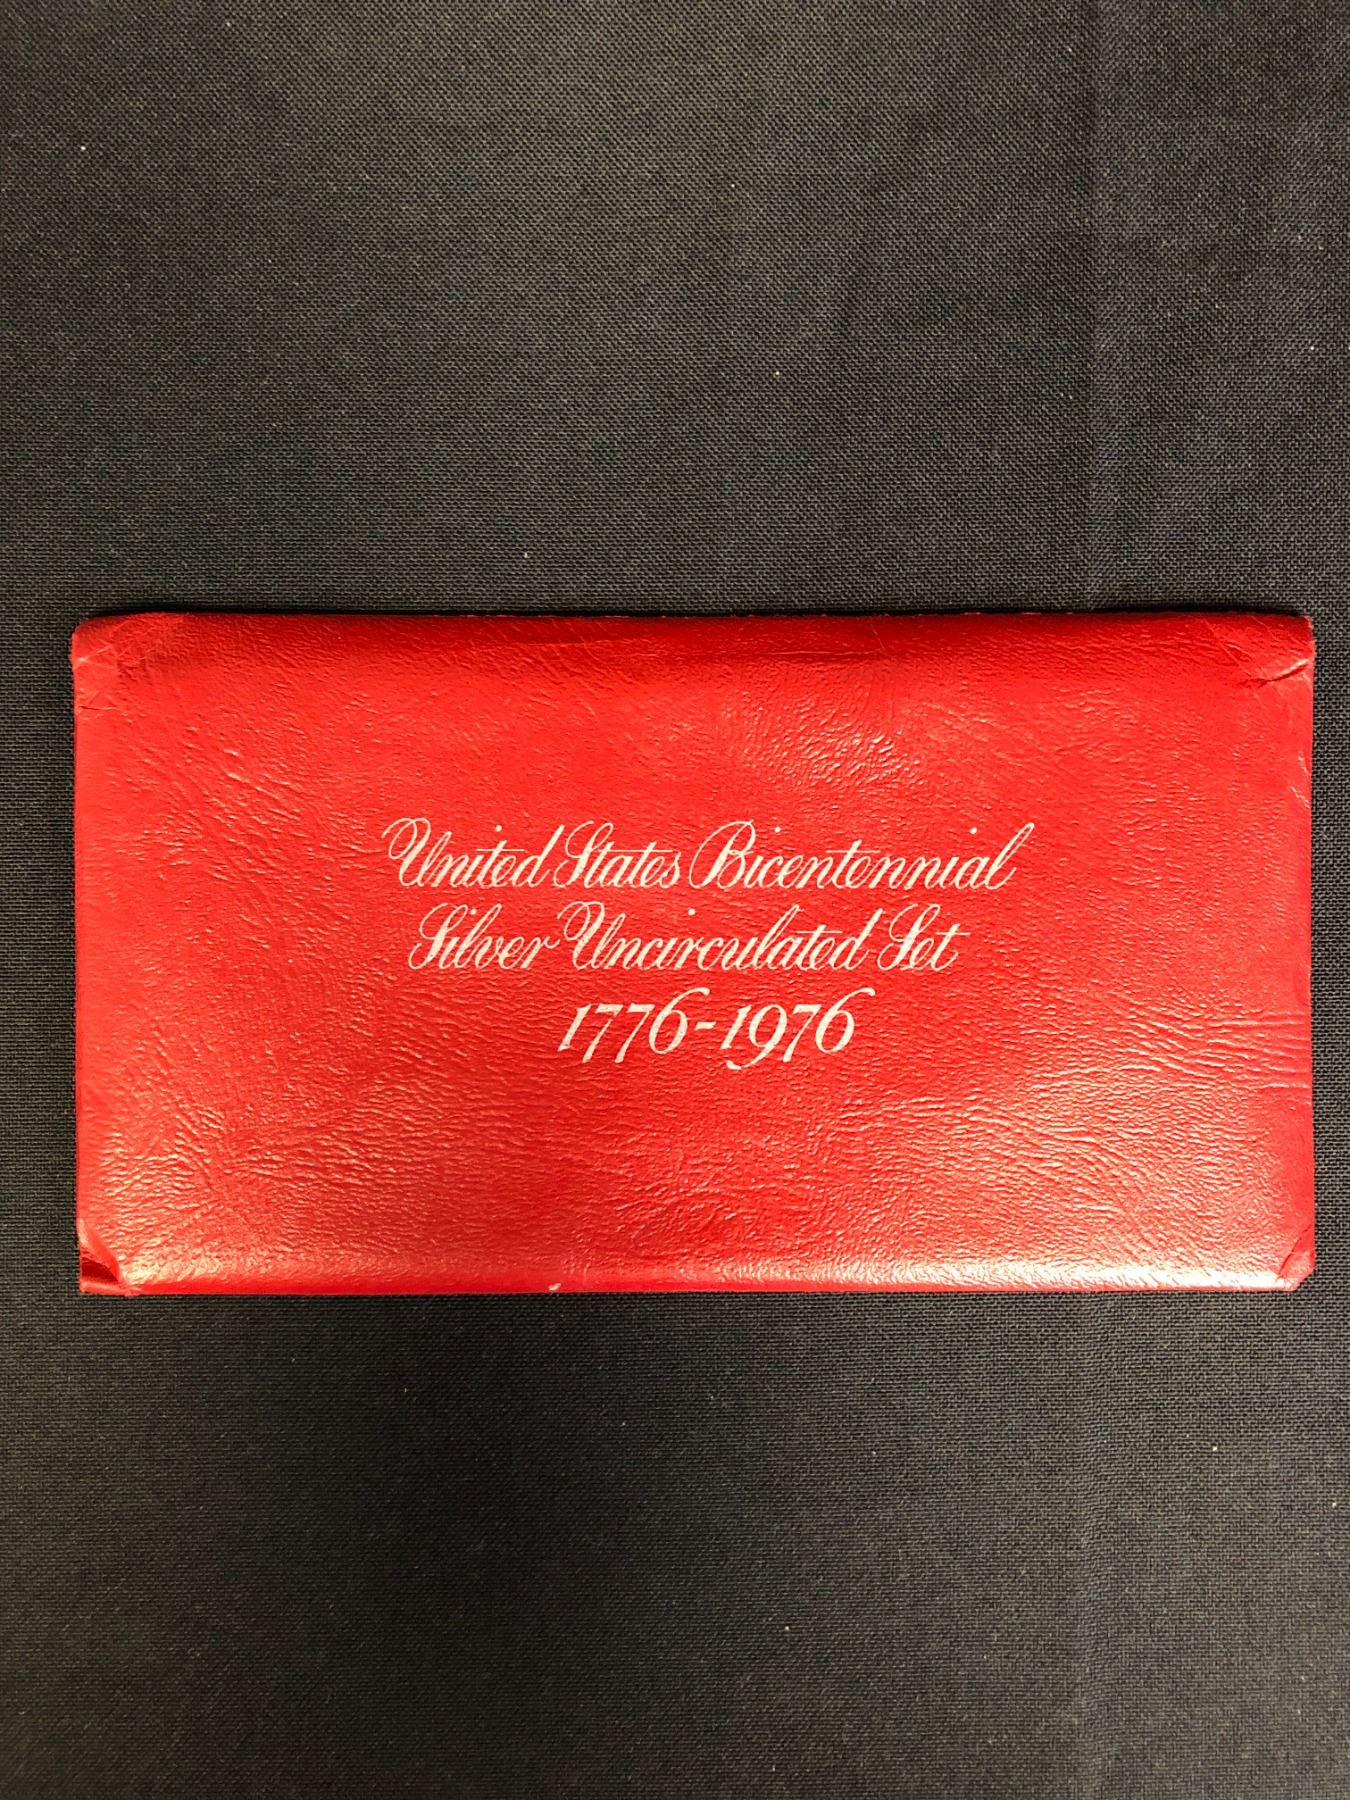 United States Bicentennial
Silver Uncirculated Set
1776-1976